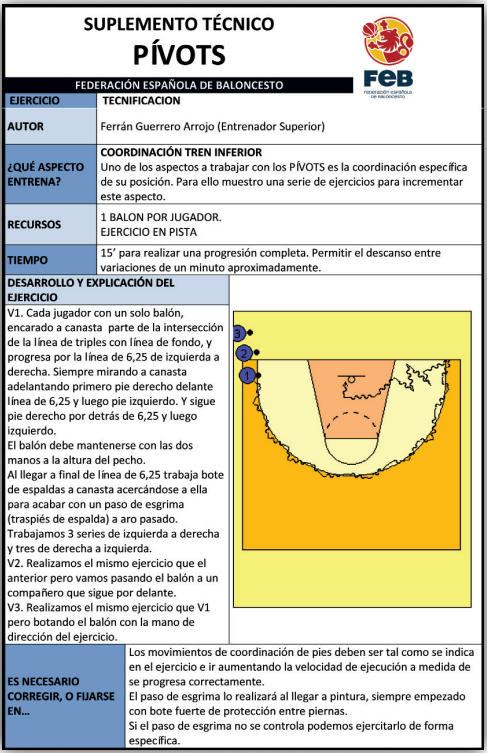 SUPLEMENTO TÉCNICO
PÍVOTS
FEDERACIÓN ESPAÑOLA DE BALONCESTO
FEB
FEDERACIÓN ESPAÑOLA
DE BALONCESTO
EJERCICIO
TECNIFICACION
AUTOR
Ferrán Guerrero Arrojo (Entrenador Superior)
¿QUÉ ASPECTO
ENTRENA?
COORDINACIÓN TREN INFERIOR
Uno de los aspectos a trabajar con los PÍVOTS es la coordinación específica
de su posición. Para ello muestro una serie de ejercicios para incrementar
este aspecto.
RECURSOS
1 BALON POR JUGADOR.
EJERCICIO EN PISTA
TIEMPO
15' para realizar una progresión completa. Permitir el descanso entre
variaciones de un minuto aproximadamente.
DESARROLLO Y EXPLICACIÓN DEL
EJERCICIO
V1. Cada jugador con un solo balón,
encarado a canasta parte de la intersección
de la línea de triples con línea de fondo, y
progresa por la línea de 6,25 de izquierda a
derecha. Siempre mirando a canasta
adelantando primero pie derecho delante
línea de 6,25 y luego pie izquierdo. Y sigue
pie derecho por detrás de 6,25 y luego
izquierdo.
El balón debe mantenerse con las dos
manos a la altura del pecho.
Al llegar a final de línea de 6,25 trabaja bote
de espaldas a canasta acercándose a ella
para acabar con un paso de esgrima
(traspiés de espalda) a aro pasado.
Trabajamos 3 series de izquierda a derecha
y tres de derecha a izquierda.
V2. Realizamos el mismo ejercicio que el
anterior pero vamos pasando el balón a un
compañero que sigue por delante.
V3. Realizamos el mismo ejercicio que V1
pero botando el balón con la mano de
dirección del ejercicio.
3
2
1
ES NECESARIO
CORREGIR, O FIJARSE
EN...
Los movimientos de coordinación de pies deben ser tal como se indica
en el ejercicio e ir aumentando la velocidad de ejecución a medida de
se progresa correctamente.
El paso de esgrima lo realizará al llegar a pintura, siempre empezado
con bote fuerte de protección entre piernas.
Si el paso de esgrima no se controla podemos ejercitarlo de forma
específica.